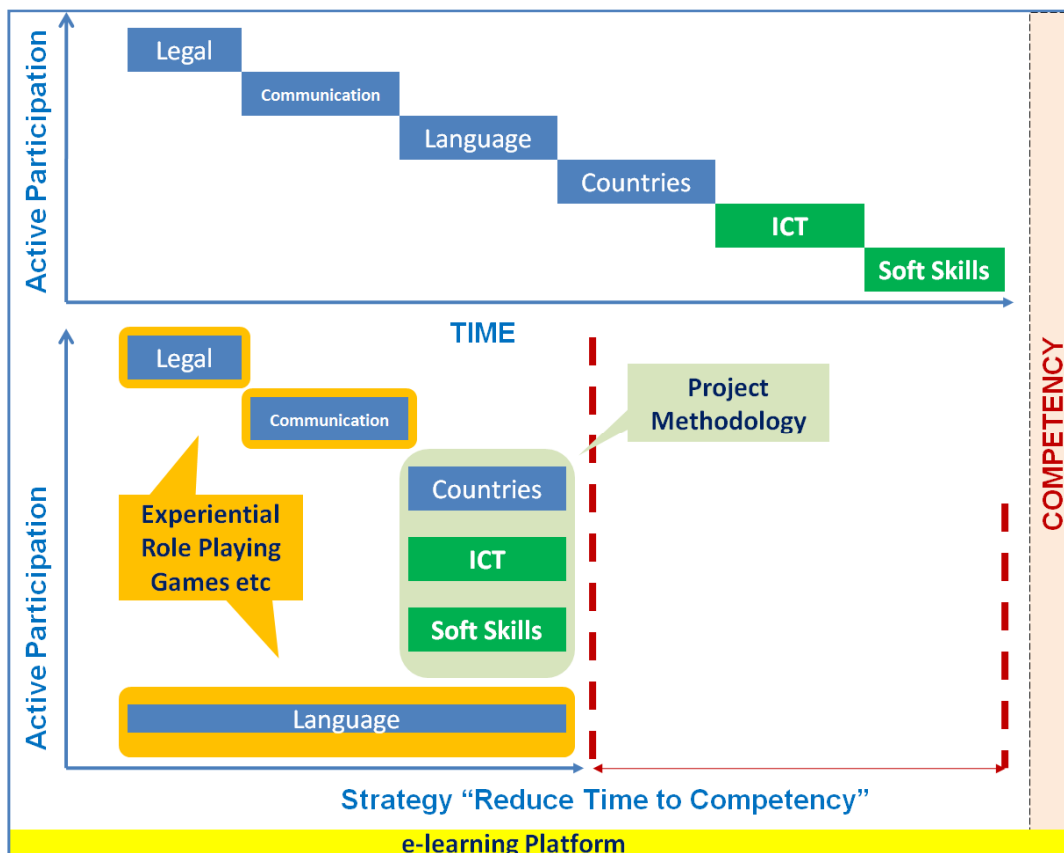 Active Participation
Legal
Communication
Language
Countries
ICT
Soft Skills
TIME
COMPETENCY
Active Participation
Legal
Communication
Project
Methodology
Countries
ICT
Soft Skills
Experiential
Role Playing
Games etc
Language
Strategy “Reduce Time to Competency”
e-learning Platform